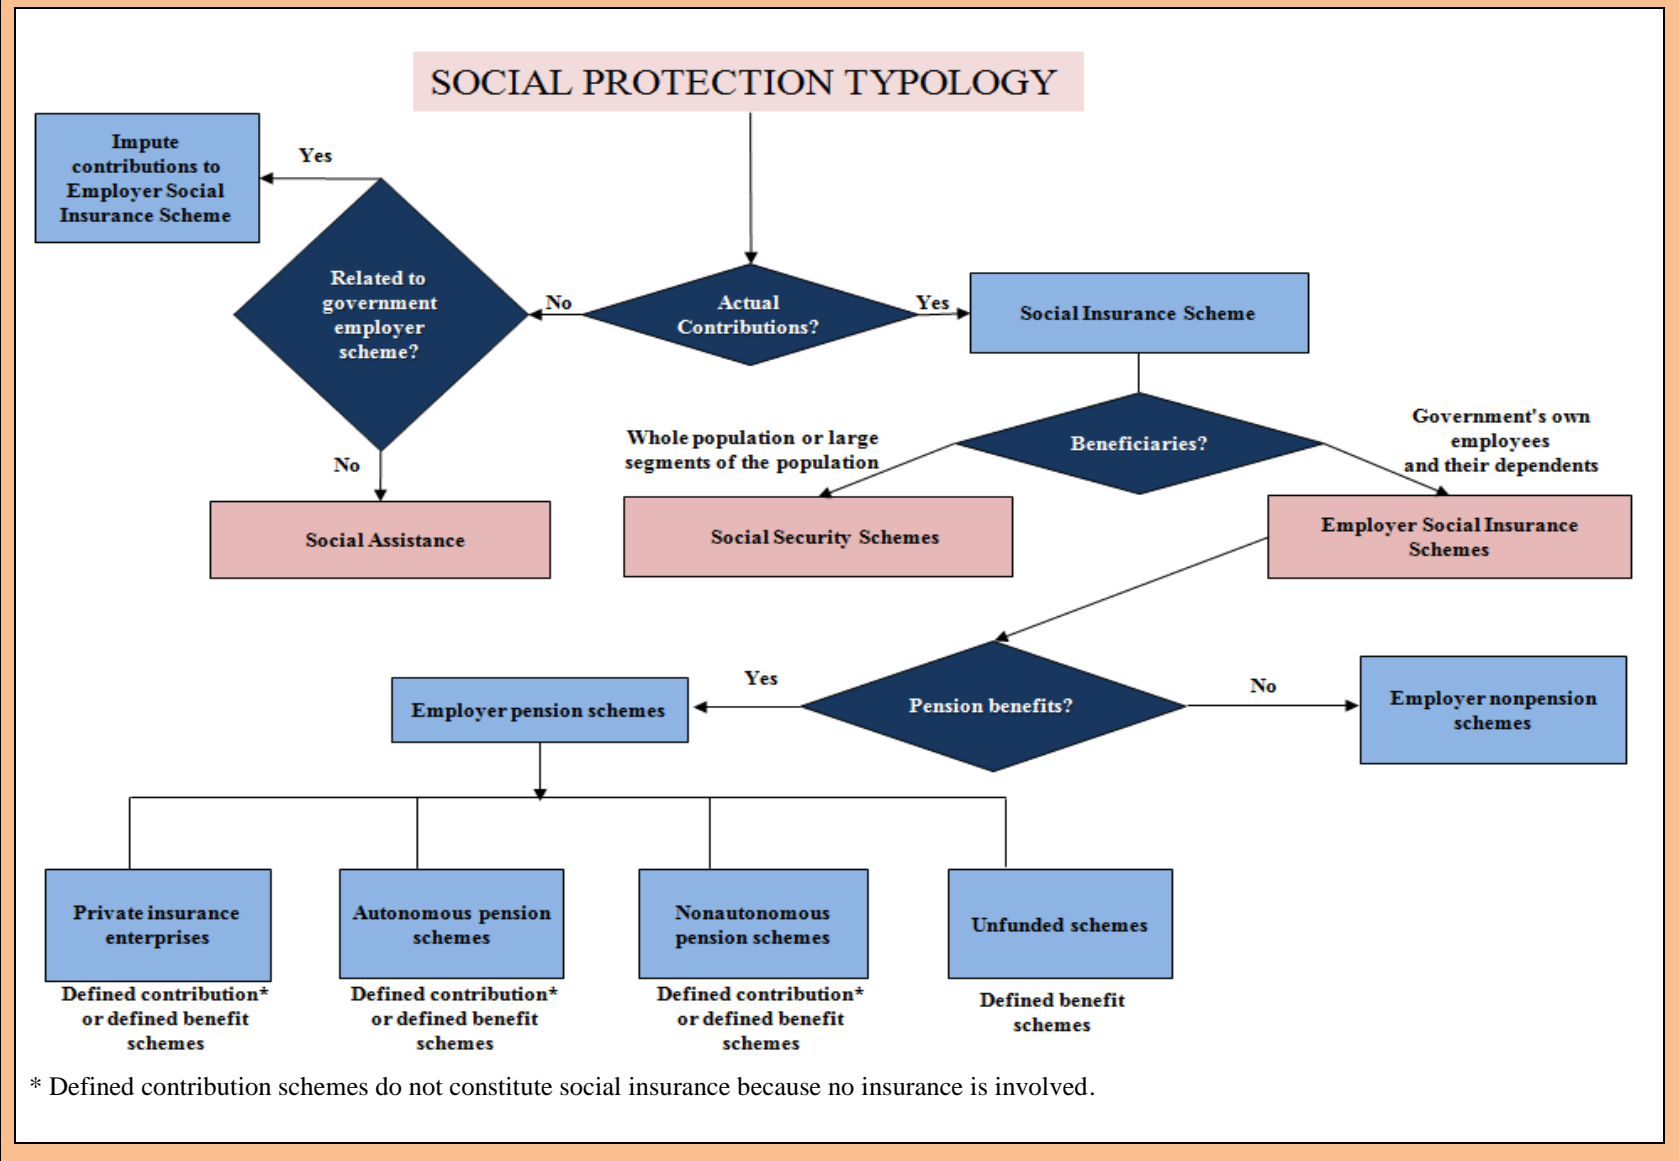 SOCIAL PROTECTION TYPOLOGY
Impute
contributions to
Employer Social
Insurance Scheme
Yes
Related to
government
employer
scheme?
No
Actual
Contributions?
Yes
Social Insurance Scheme
Whole population or large
segments of the population
Beneficiaries?
Government's own
employees
and their dependents
No
Social Assistance
Social Security Schemes
Employer Social Insurance
Schemes
Yes
Employer pension schemes
Pension benefits?
No
Employer nonpension
schemes
Private insurance
enterprises
Autonomous pension
schemes
Nonautonomous
pension schemes
Unfunded schemes
Defined contribution*
or defined benefit
schemes
Defined contribution*
or defined benefit
schemes
Defined contribution*
or defined benefit
schemes
Defined benefit
schemes
* Defined contribution schemes do not constitute social insurance because no insurance is involved.